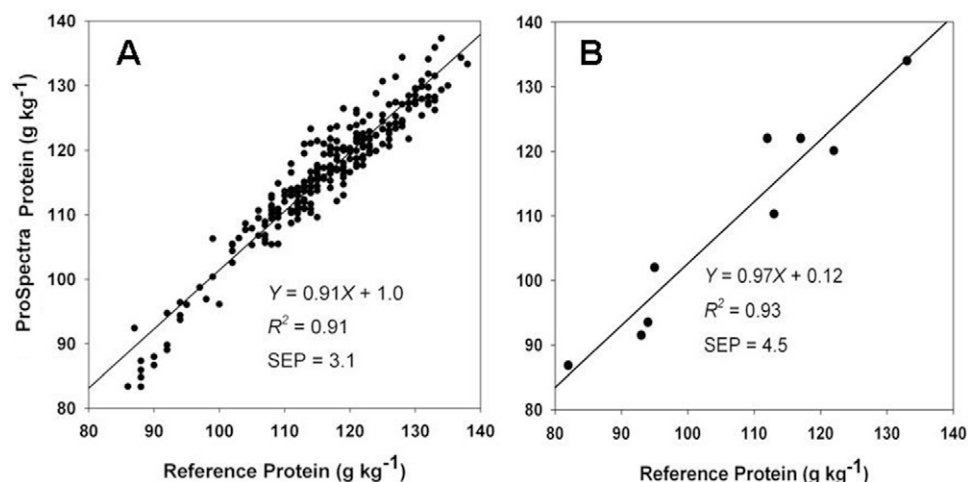 A
ProSpectra Protein (g kg⁻¹)
140
130
120
110
100
90
80
Y = 0.91X + 1.0
R² = 0.91
SEP = 3.1
80 90 100 110 120 130 140
Reference Protein (g kg⁻¹)
B
140
130
120
110
100
90
80
Y = 0.97X + 0.12
R² = 0.93
SEP = 4.5
80 90 100 110 120 130 140
Reference Protein (g kg⁻¹)